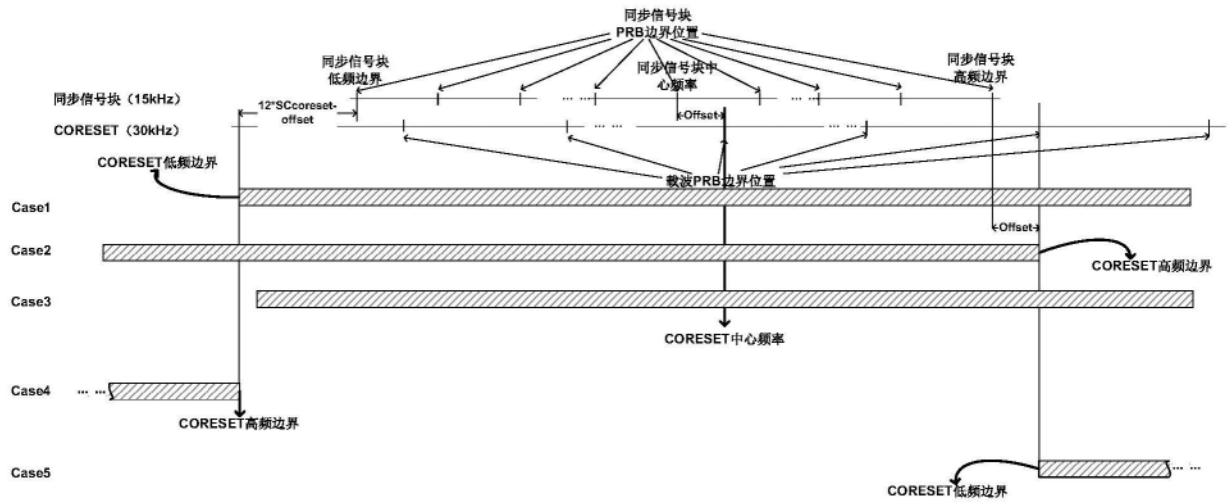 同步信号块
PRB边界位置
同步信号块
低频边界
同步信号块中
心频率
同步信号块
高频边界
同步信号块（15kHz）
12*SCcoreset-
offset
... ...
... ...
Offset
CORESET（30kHz）
... ...
... ...
CORESET低频边界
载波PRB边界位置
Case1
Offset
Case2
CORESET高频边界
Case3
CORESET中心频率
Case4
... ...
CORESET高频边界
Case5
... ...
CORESET低频边界